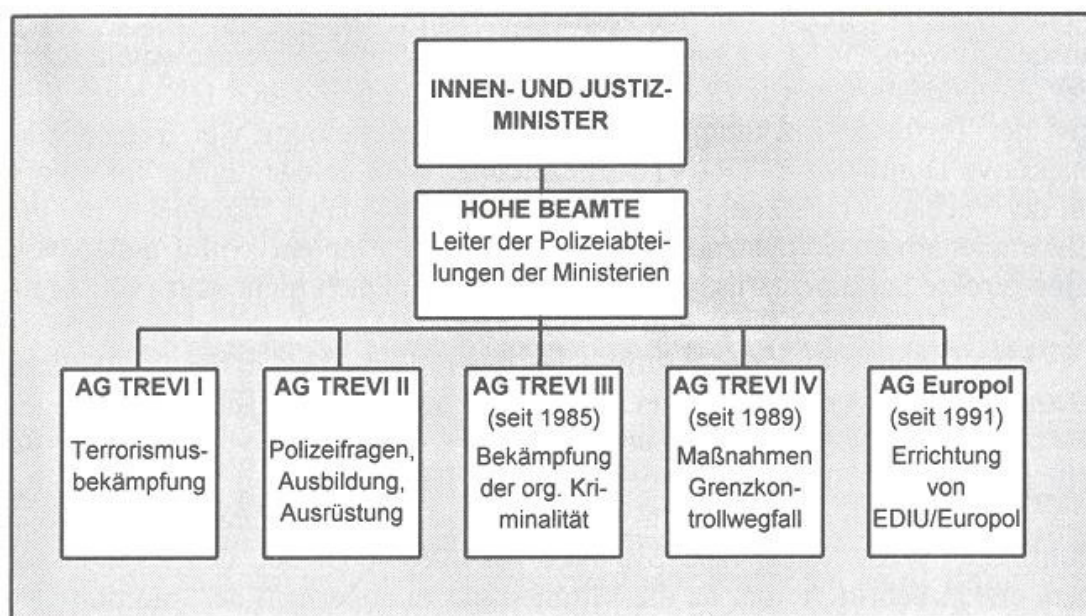 INNEN- UND JUSTIZ-
MINISTER
HOHE BEAMTE
Leiter der Polizeiabtei-
lungen der Ministerien
AG TREVI I
Terrorismus-
bekämpfung
AG TREVI II
Polizeifragen,
Ausbildung,
Ausrüstung
AG TREVI III
(seit 1985)
Bekämpfung
der org. Kri-
minalität
AG TREVI IV
(seit 1989)
Maßnahmen
Grenzkon-
trollwegfall
AG Europol
(seit 1991)
Errichtung
von
EDIU/Europol